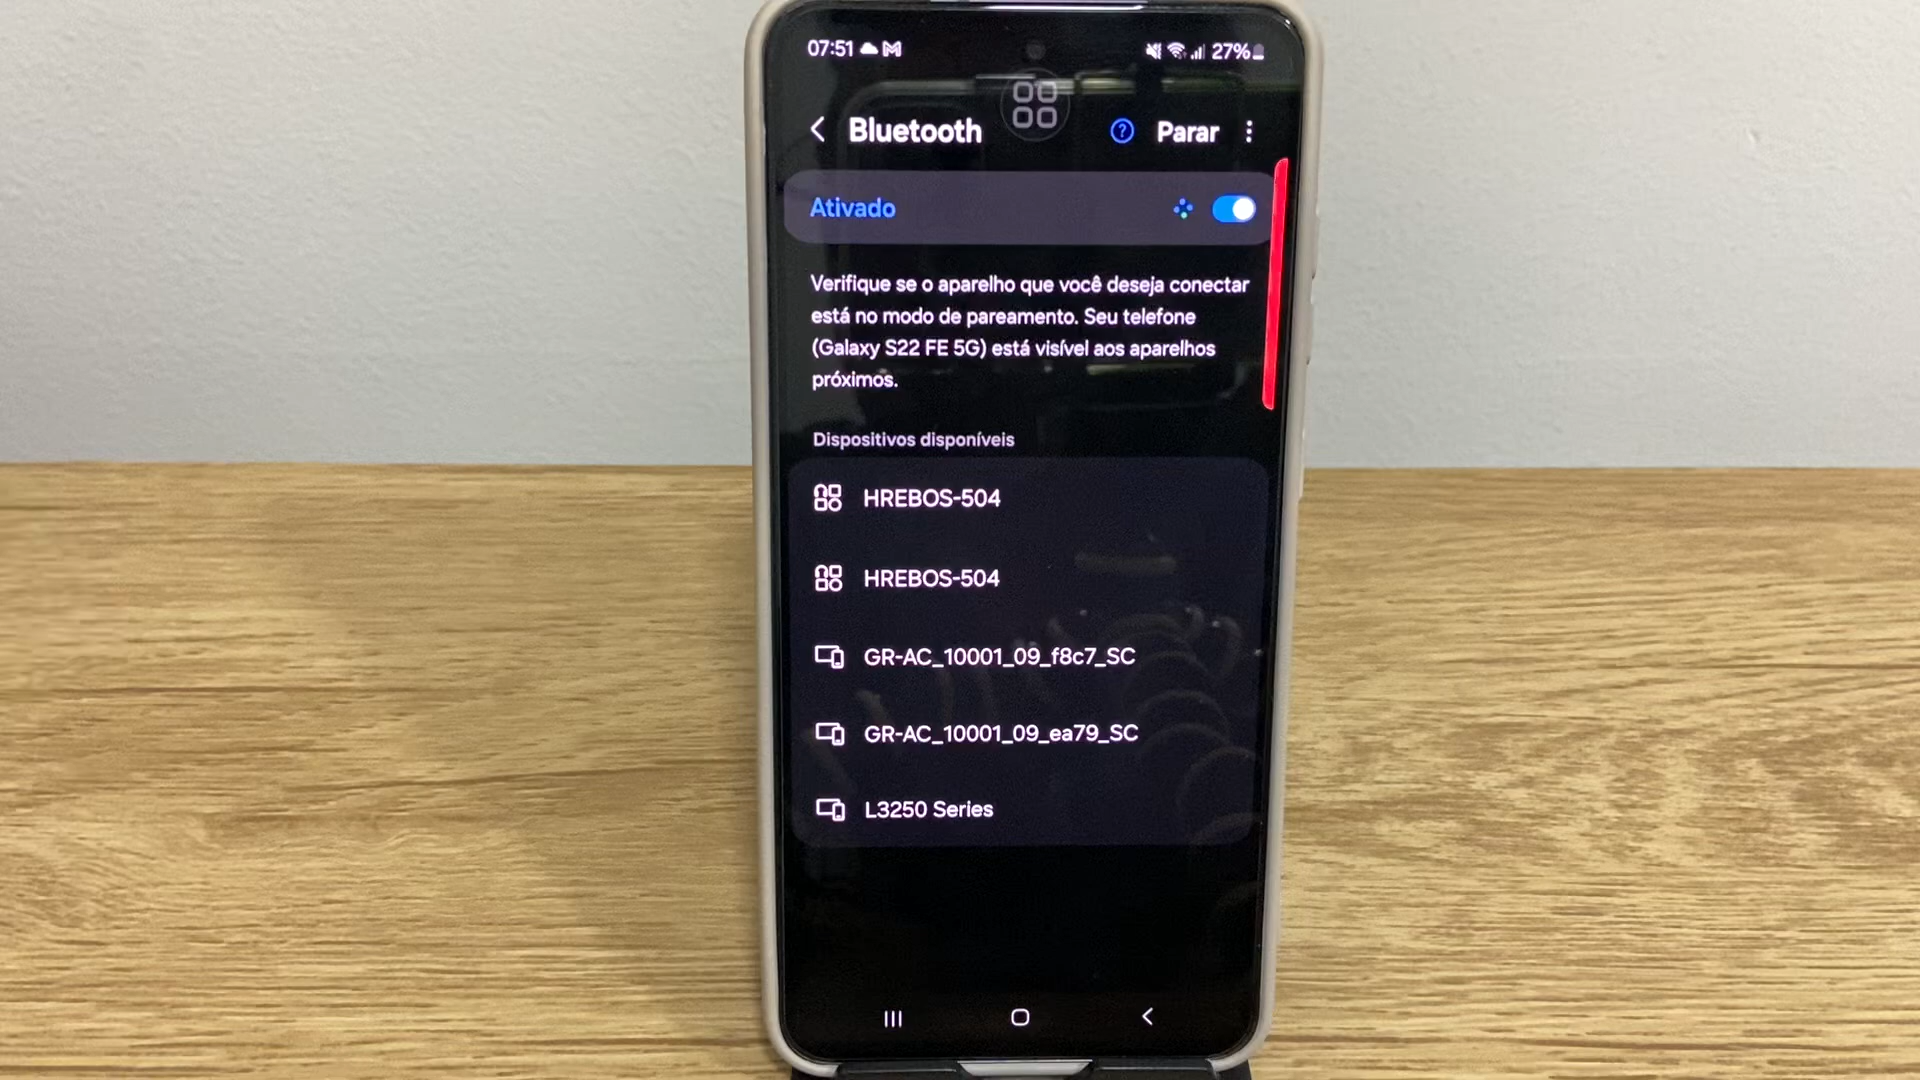 07:51
27%
Bluetooth
Parar
Ativado
Verifique se o aparelho que você deseja conectar
está no modo de pareamento. Seu telefone
(Galaxy S22 FE 5G) está visível aos aparelhos
próximos.
Dispositivos disponíveis
HREBOS-504
HREBOS-504
GR-AC_10001_09_f8c7_SC
GR-AC_10001_09_ea79_SC
L3250 Series